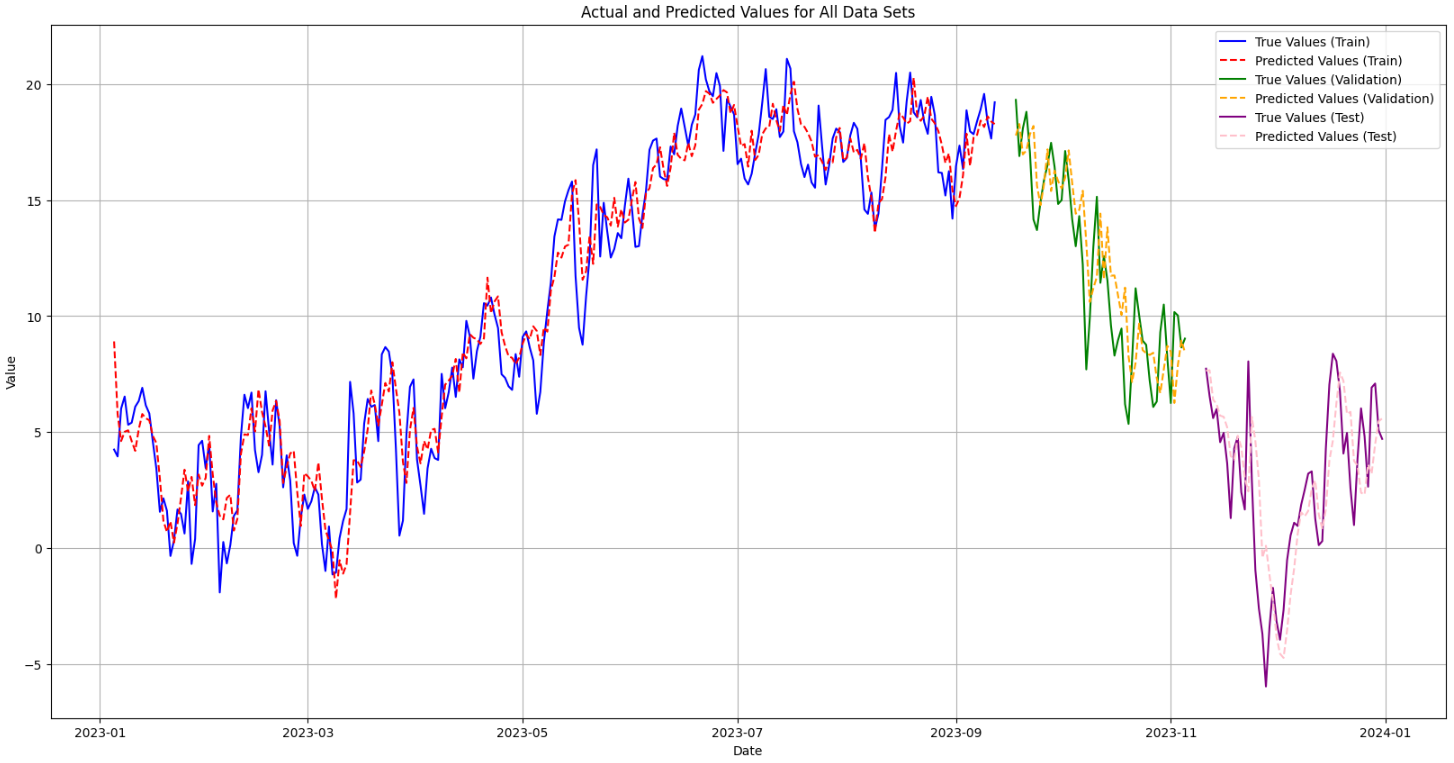 Actual and Predicted Values for All Data Sets
True Values (Train)
Predicted Values (Train)
True Values (Validation)
Predicted Values (Validation)
True Values (Test)
Predicted Values (Test)
Value
20
15
10
5
0
−5
2023-01
2023-03
2023-05
2023-07
2023-09
2023-11
2024-01
Date